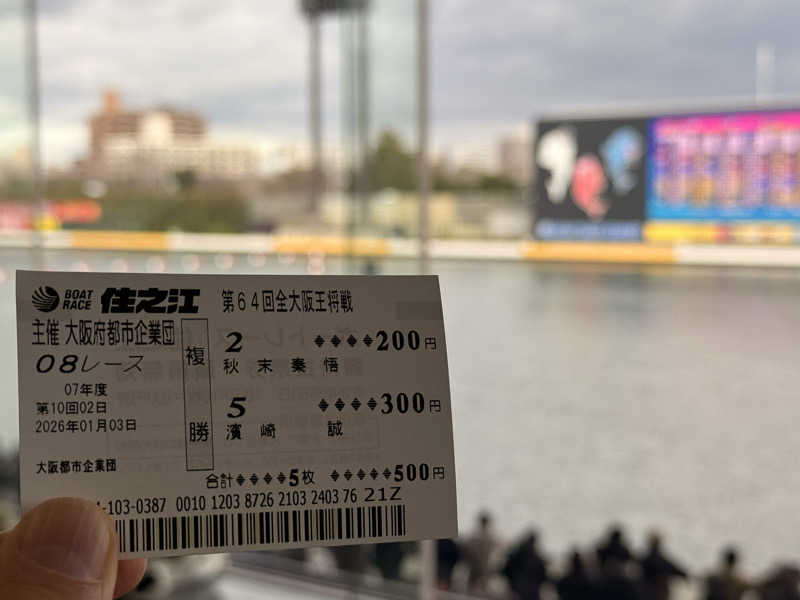 BOAT RACE 住之江 第64回全大阪王将戦
主催 大阪府都市企業団
08レース
07年度
第10回02日
2026年01月03日
大阪都市企業団
複勝
2 ◆◆◆◆200円
秋末奏悟
5 ◆◆◆◆300円
濱崎 誠
合計◆◆◆◆5枚 ◆◆◆◆◆500円
-103-0387 0010 1203 8726 2103 2403 76 21Z